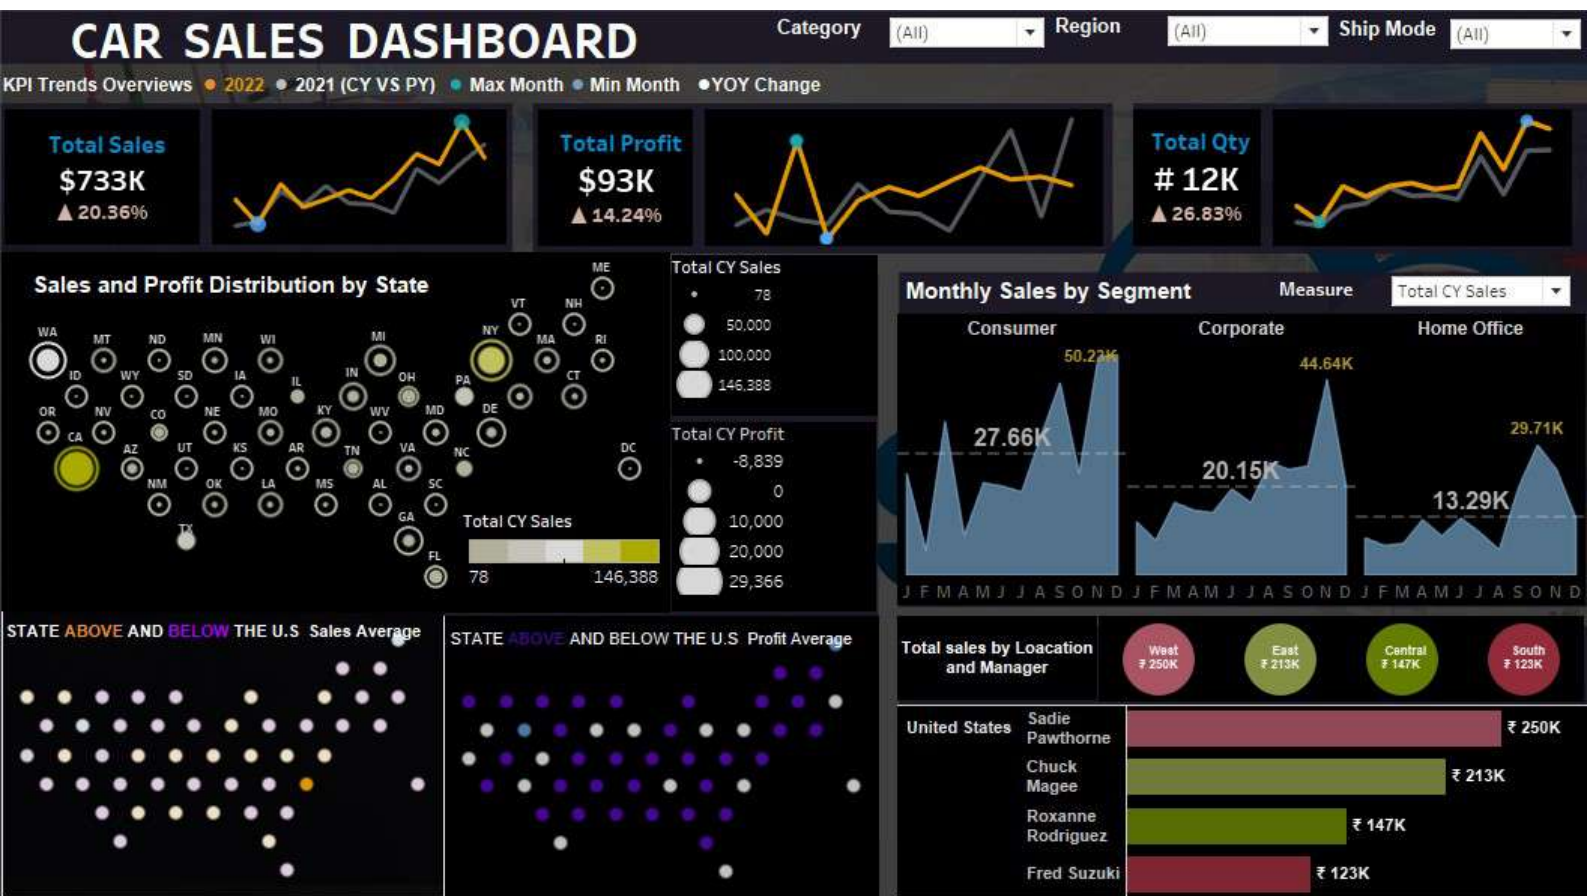 CAR SALES DASHBOARD
Category (All) Region (All) Ship Mode (All)
KPI Trends Overviews 2022 2021 (CY VS PY) Max Month Min Month YOY Change
Total Sales
$733K
▲ 20.36%
Total Profit
$93K
▲ 14.24%
Total Qty
# 12K
▲ 26.83%
Sales and Profit Distribution by State
ME
VT NH
WA MT ND MN WI MI NY MA RI
ID WY SD IA IL IN OH PA CT
OR NV CO NE MO KY WV MD DE
CA AZ UT KS AR TN VA NC DC
NM OK LA MS AL SC
TX GA
FL
Total CY Sales
78 146,388
Total CY Sales
78
50,000
100,000
146,388
Total CY Profit
-8,839
0
10,000
20,000
29,366
Monthly Sales by Segment Measure Total CY Sales
Consumer Corporate Home Office
50.23K 44.64K 29.71K
27.66K 20.15K 13.29K
J F M A M J J A S O N D J F M A M J J A S O N D J F M A M J J A S O N D
STATE ABOVE AND BELOW THE U.S Sales Average
STATE ABOVE AND BELOW THE U.S Profit Average
Total sales by Loacation
and Manager
West
₹ 250K
East
₹ 213K
Central
₹ 147K
South
₹ 123K
United States
Sadie
Pawthorne
₹ 250K
Chuck
Magee
₹ 213K
Roxanne
Rodriguez
₹ 147K
Fred Suzuki
₹ 123K